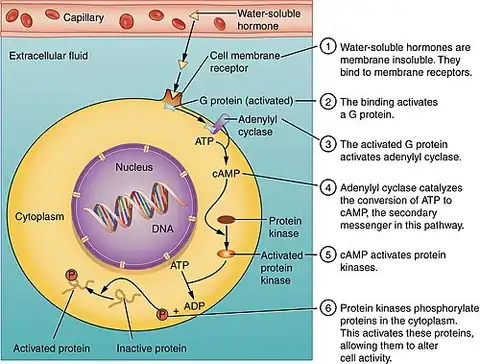 Capillary
Water-soluble
hormone
Extracellular fluid
Cell membrane
receptor
G protein (activated)
Adenylyl
cyclase
ATP
cAMP
Nucleus
DNA
Cytoplasm
Protein
kinase
Activated
protein
kinase
ATP
ADP
P
P
+
Activated protein
Inactive protein
1 Water-soluble hormones are
membrane insoluble. They
bind to membrane receptors.
2 The binding activates
a G protein.
3 The activated G protein
activates adenylyl cyclase.
4 Adenylyl cyclase catalyzes
the conversion of ATP to
cAMP, the secondary
messenger in this pathway.
5 cAMP activates protein
kinases.
6 Protein kinases phosphorylate
proteins in the cytoplasm.
This activates these proteins,
allowing them to alter
cell activity.